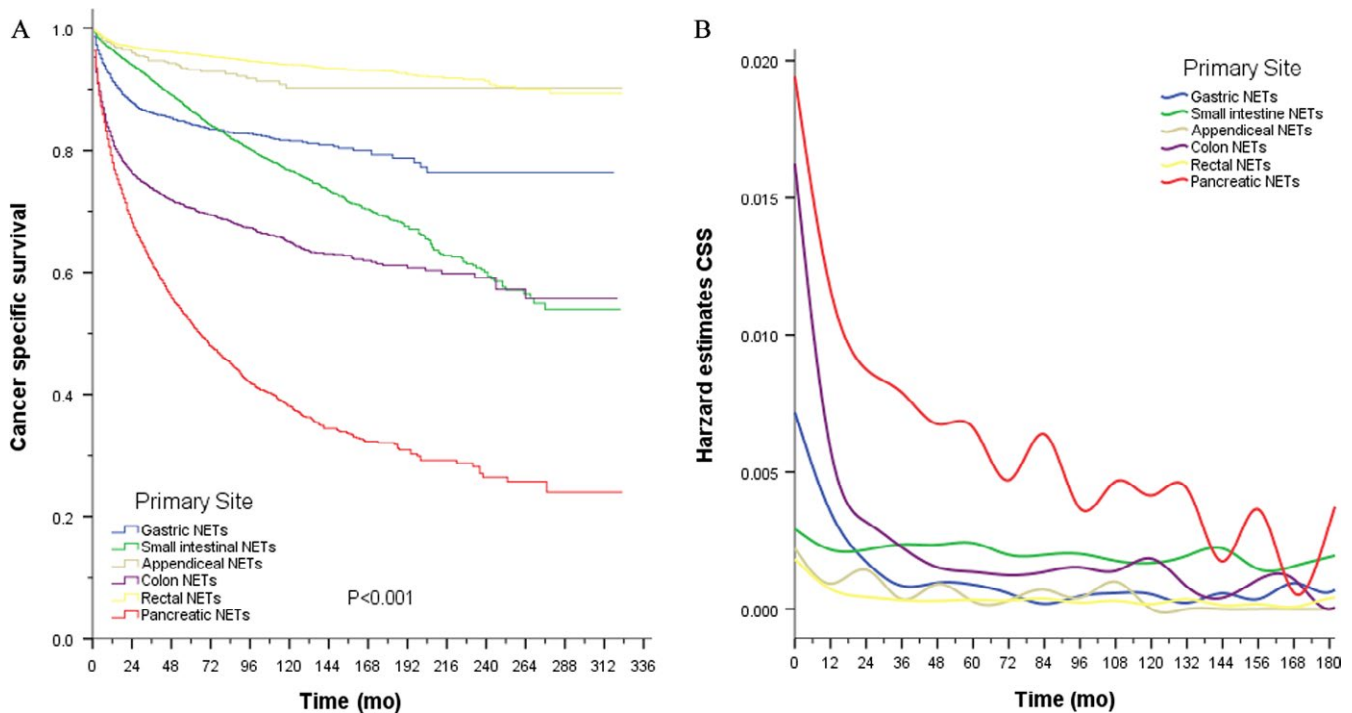 A
Cancer specific survival
1.0
0.8
0.6
0.4
0.2
0.0
Primary Site
Gastric NETs
Small intestinal NETs
Appendiceal NETs
Colon NETs
Rectal NETs
Pancreatic NETs
P<0.001
0 24 48 72 96 120 144 168 192 216 240 264 288 312 336
Time (mo)
B
Harzard estimates CSS
0.020
0.015
0.010
0.005
0.000
Primary Site
Gastric NETs
Small intestine NETs
Appendiceal NETs
Colon NETs
Rectal NETs
Pancreatic NETs
0 12 24 36 48 60 72 84 96 108 120 132 144 156 168 180
Time (mo)